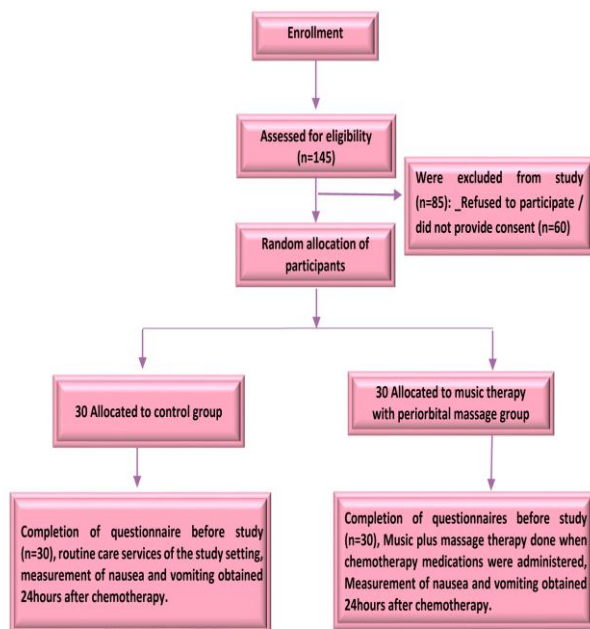 Enrollment
Assessed for eligibility
(n=145)
Were excluded from study
(n=85): _Refused to participate /
did not provide consent (n=60)
Random allocation of
participants
30 Allocated to control group
30 Allocated to music therapy
with periorbital massage group
Completion of questionnaire before study
(n=30), routine care services of the study setting,
measurement of nausea and vomiting obtained
24hours after chemotherapy.
Completion of questionnaires before study
(n=30), Music plus massage therapy done when
chemotherapy medications were administered,
Measurement of nausea and vomiting obtained
24hours after chemotherapy.